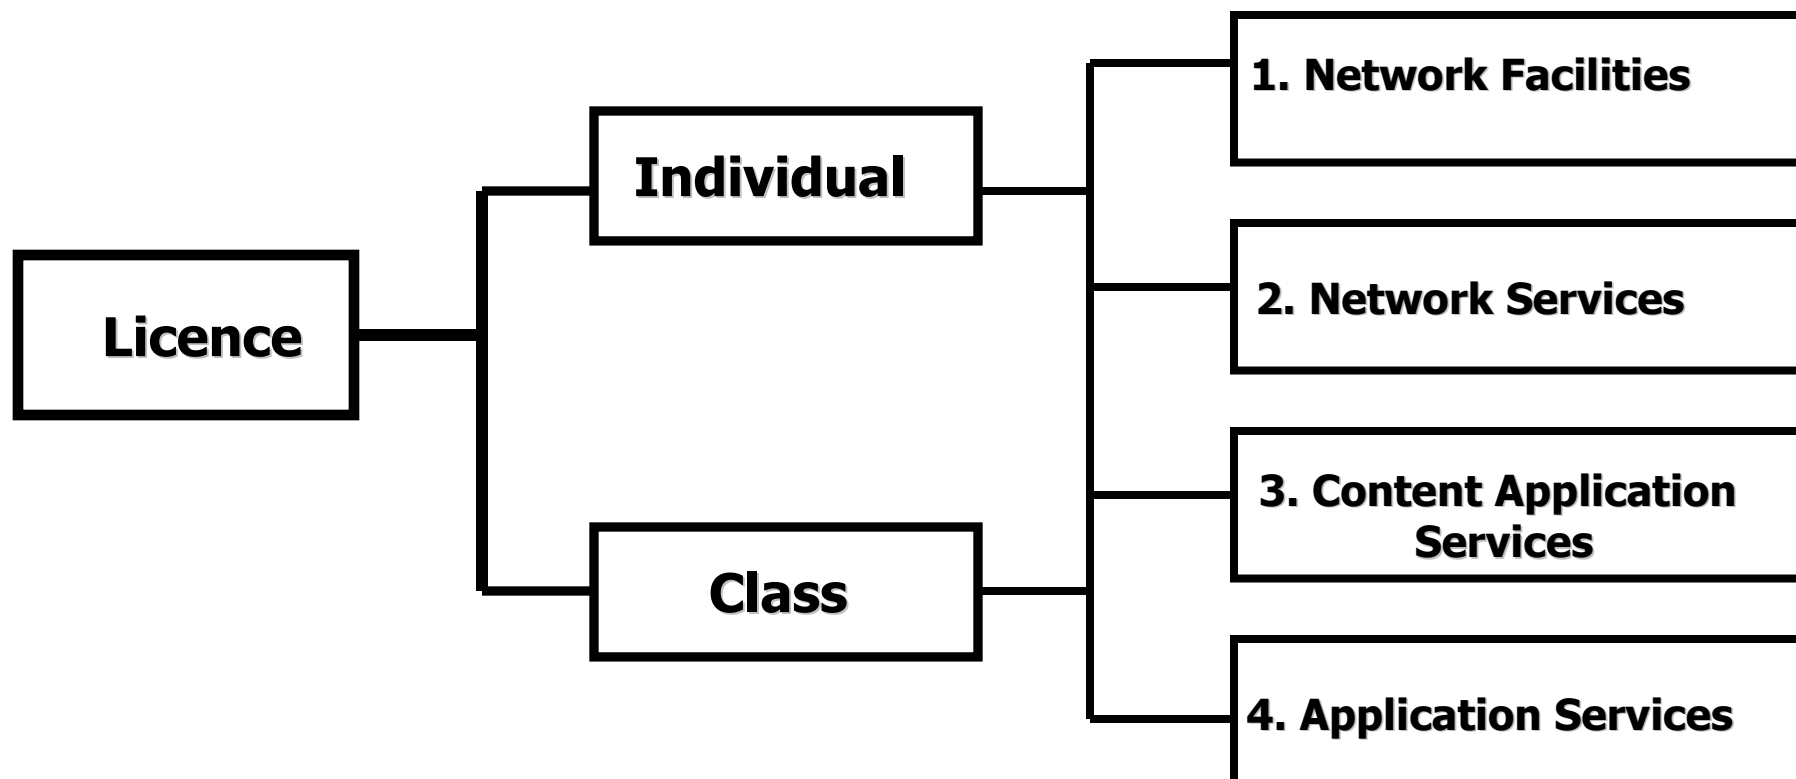 Licence
Individual
Class
1. Network Facilities
2. Network Services
3. Content Application
Services
4. Application Services